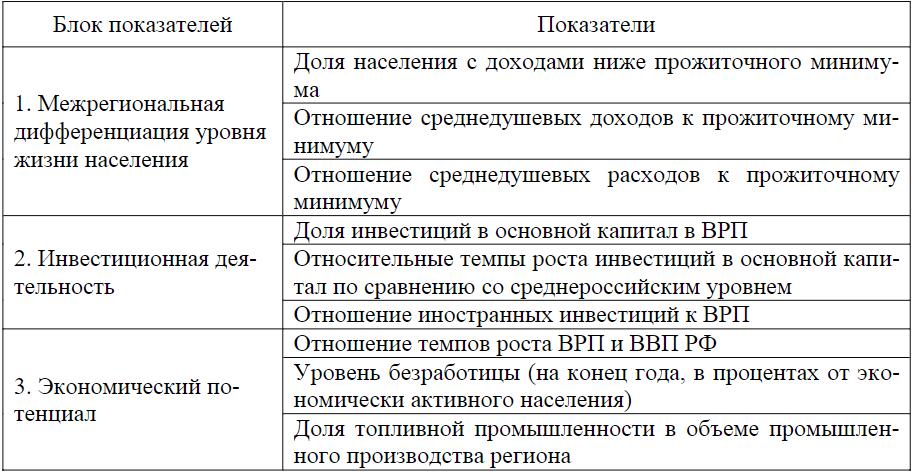 Блок показателей
Показатели
1. Межрегиональная
дифференциация уровня
жизни населения
Доля населения с доходами ниже прожиточного миниму-
ма
Отношение среднедушевых доходов к прожиточному ми-
нимуму
Отношение среднедушевых расходов к прожиточному
минимуму
2. Инвестиционная дея-
тельность
Доля инвестиций в основной капитал в ВРП
Относительные темпы роста инвестиций в основной капи-
тал по сравнению со среднероссийским уровнем
Отношение иностранных инвестиций к ВРП
3. Экономический по-
тенциал
Отношение темпов роста ВРП и ВВП РФ
Уровень безработицы (на конец года, в процентах от эко-
номически активного населения)
Доля топливной промышленности в объеме промышлен-
ного производства региона